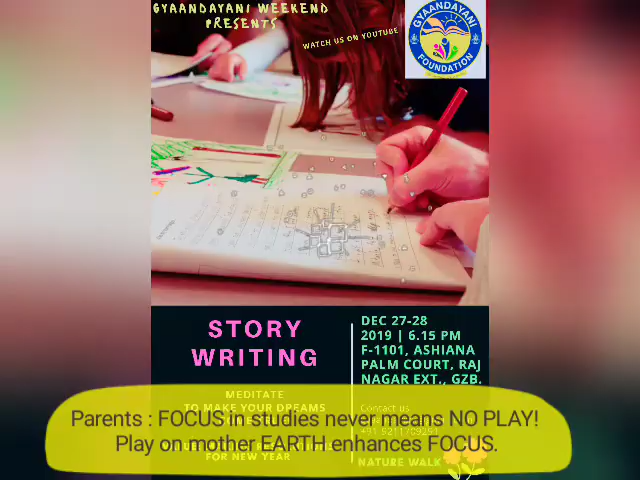 GYAANDAYANI WEEKEND
PRESENTS
WATCH US ON YOUTUBE
GYAANDAYANI
FOUNDATION
STORY
WRITING
DEC 27-28
2019 | 6.15 PM
F-1101, ASHIANA
PALM COURT, RAJ
NAGAR EXT., GZB.
MEDITATE
TO MAKE YOUR DREAMS
Contact us
Parents : FOCUS in studies never means NO PLAY!
Play on mother EARTH enhances FOCUS.
FOR NEW YEAR
NATURE WALK